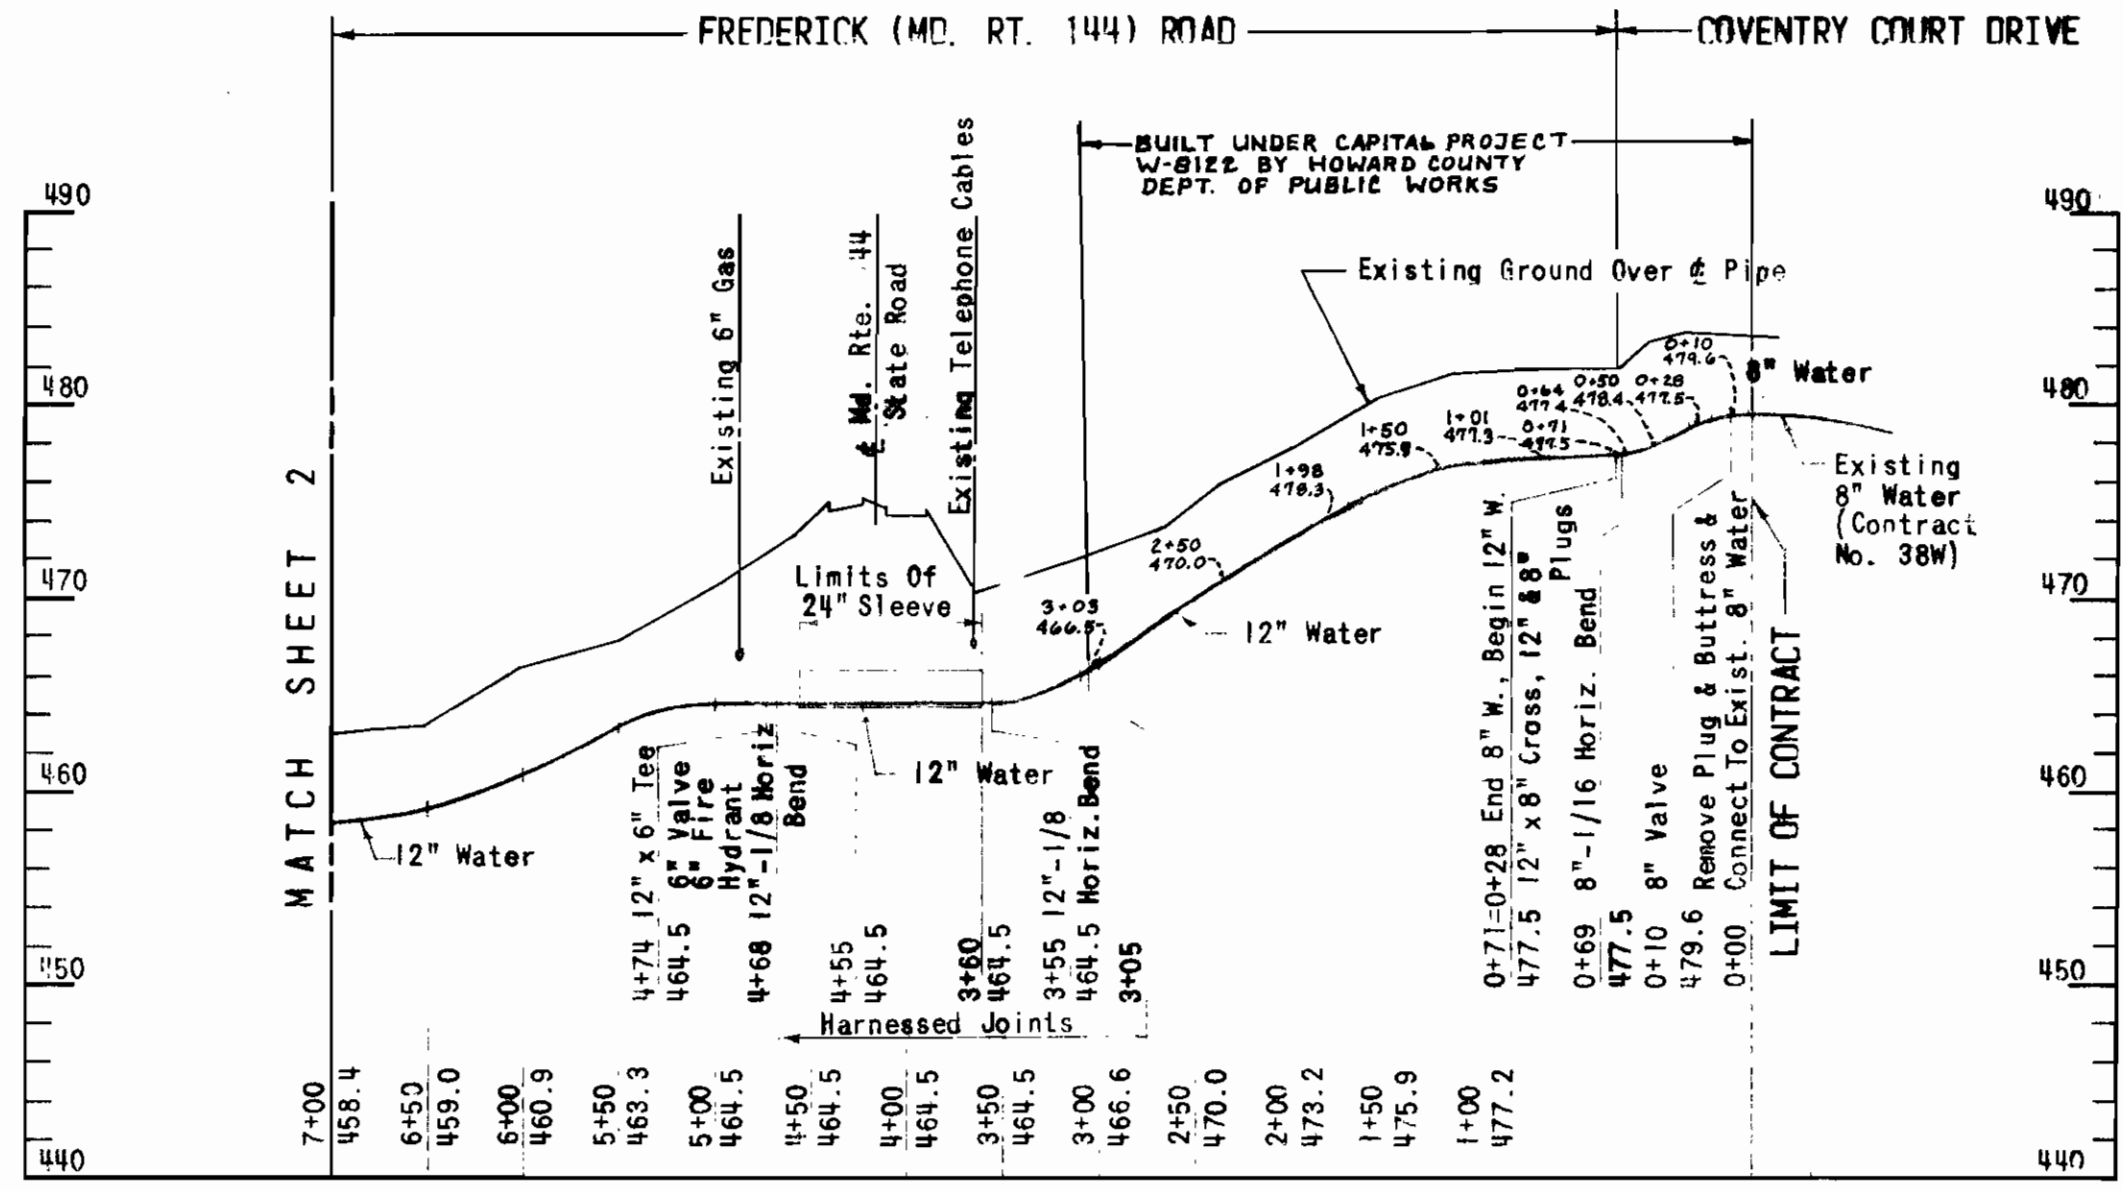 FREDERICK (MD. RT. 144) ROAD
COVENTRY COURT DRIVE
BUILT UNDER CAPITAL PROJECT
W-8122 BY HOWARD COUNTY
DEPT. OF PUBLIC WORKS
490
480
470
460
450
440
490
480
470
460
450
440
MATCH SHEET 2
Existing 6" Gas
℄ Md. Rte. 144
State Road
Existing Telephone Cables
Existing Ground Over ℄ Pipe
Limits Of
24" Sleeve
3+03
466.5
2+50
470.0
1+98
473.3
1+50
475.9
1+01
477.3
0+64
477.4
0+71
477.5
0+50
478.4
0+28
477.5
0+10
479.6
8" Water
Existing
8" Water
(Contract
No. 38W)
12" Water
12" Water
12" Water
4+74 12" x 6" Tee
464.5 6" Valve
6" Fire
Hydrant
4+68 12"-1/8 Horiz
Bend
4+55
464.5
3+60
464.5
3+55 12"-1/8
464.5 Horiz. Bend
3+05
Harnessed Joints
0+71=0+28 End 8" W., Begin 12" W.
477.5 12" x 8" Cross, 12" & 8"
Plugs
0+69 8"-1/16 Horiz. Bend
477.5
0+10 8" Valve
479.6 Remove Plug & Buttress &
0+00 Connect To Exist. 8" Water
LIMIT OF CONTRACT
7+00
458.4
6+50
459.0
6+00
460.9
5+50
463.3
5+00
464.5
4+50
464.5
4+00
464.5
3+50
464.5
3+00
466.6
2+50
470.0
2+00
473.2
1+50
475.9
1+00
477.2